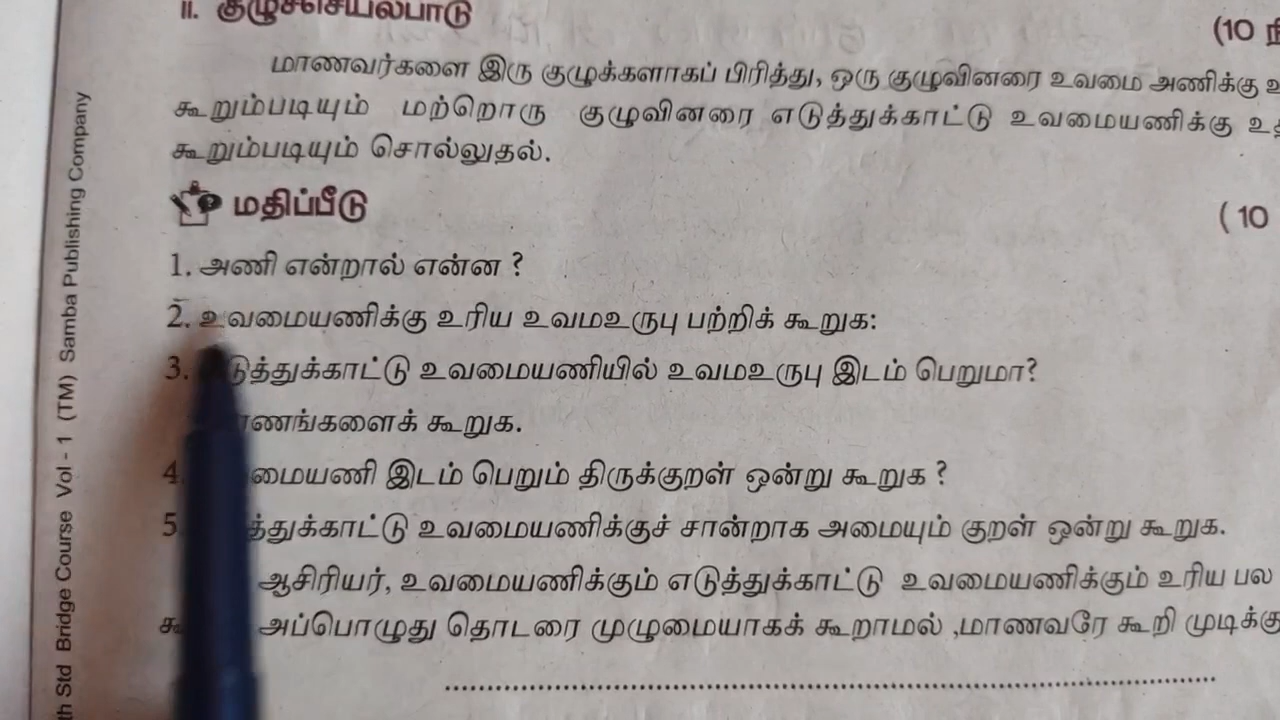 ii. குழுச்செயல்பாடு
(10
மாணவர்களை இரு குழுக்களாகப் பிரித்து, ஒரு குழுவினரை உவமை அணிக்கு
கூறும்படியும் மற்றொரு குழுவினரை எடுத்துக்காட்டு உவமையணிக்கு
கூறும்படியும் சொல்லுதல்.
மதிப்பீடு
( 10
1. அணி என்றால் என்ன ?
2. உவமையணிக்கு உரிய உவமஉருபு பற்றிக் கூறுக:
3. டுத்துக்காட்டு உவமையணியில் உவமஉருபு இடம் பெறுமா?
ரணங்களைக் கூறுக.
4. மையணி இடம் பெறும் திருக்குறள் ஒன்று கூறுக ?
5. த்துக்காட்டு உவமையணிக்குச் சான்றாக அமையும் குறள் ஒன்று கூறுக.
ஆசிரியர், உவமையணிக்கும் எடுத்துக்காட்டு உவமையணிக்கும் உரிய பல
அப்பொழுது தொடரை முழுமையாகக் கூறாமல் ,மாணவரே கூறி முடிக்கு
th Std Bridge Course Vol - 1 (TM) Samba Publishing Company